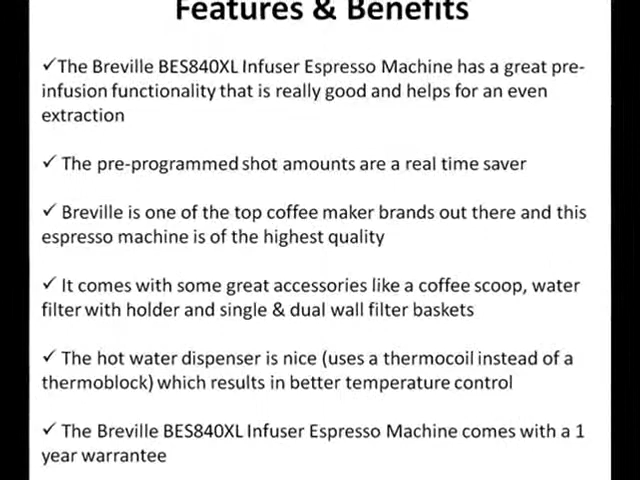 Features & Benefits
✓The Breville BES840XL Infuser Espresso Machine has a great pre-
infusion functionality that is really good and helps for an even
extraction
✓ The pre-programmed shot amounts are a real time saver
✓ Breville is one of the top coffee maker brands out there and this
espresso machine is of the highest quality
✓ It comes with some great accessories like a coffee scoop, water
filter with holder and single & dual wall filter baskets
✓ The hot water dispenser is nice (uses a thermocoil instead of a
thermoblock) which results in better temperature control
✓ The Breville BES840XL Infuser Espresso Machine comes with a 1
year warrantee